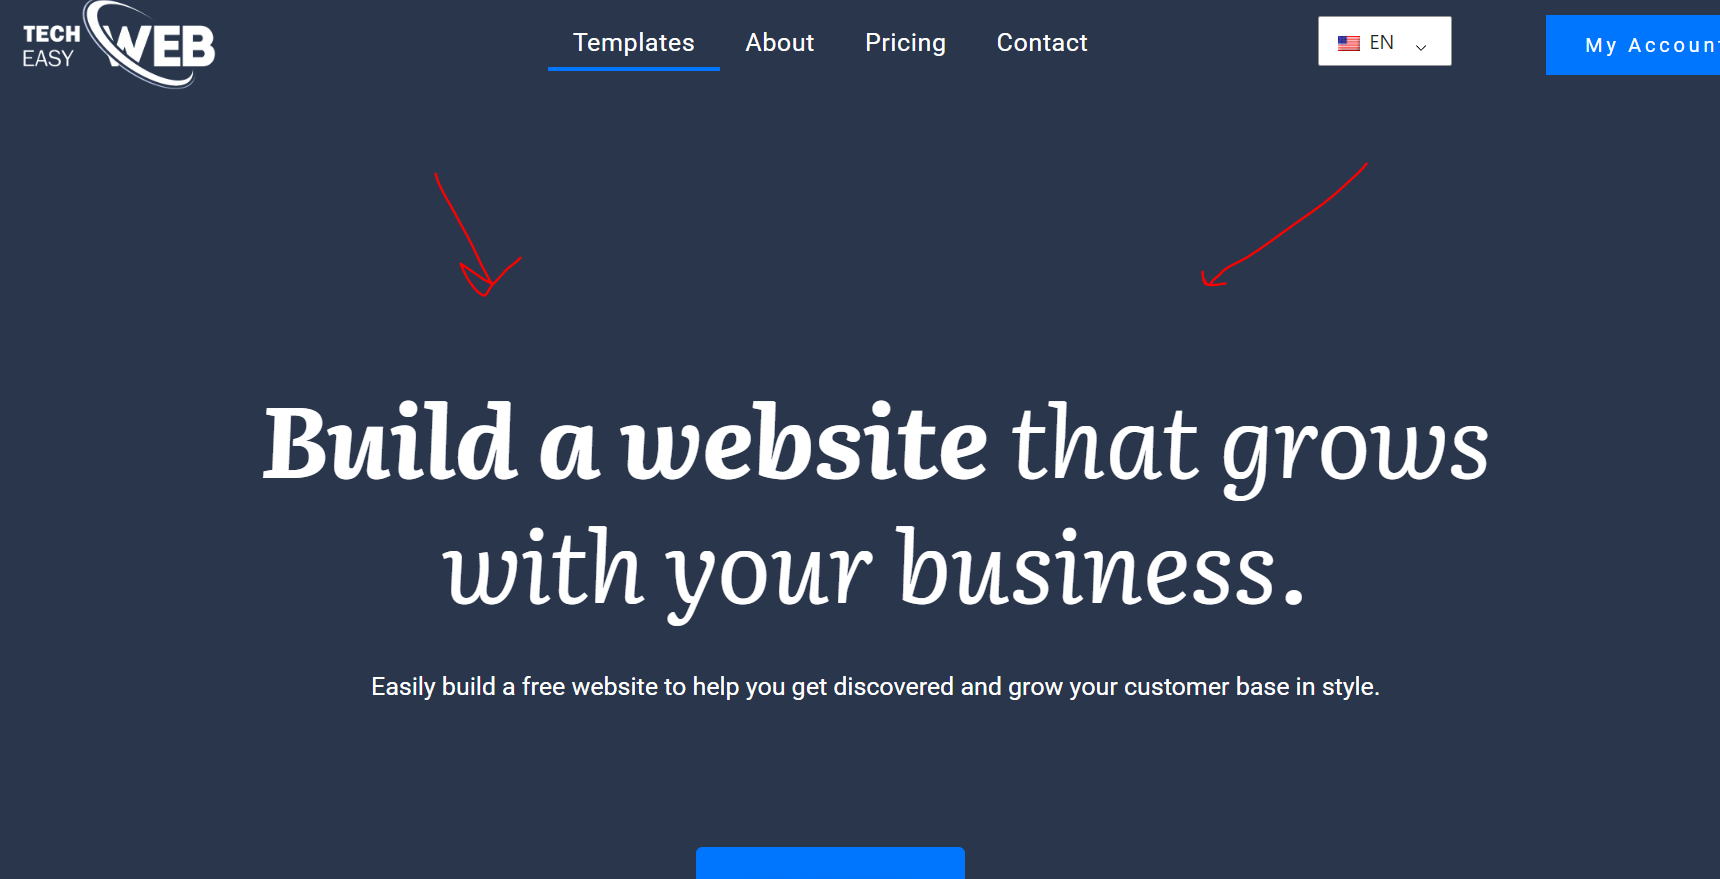 TECH
EASY
WEB
Templates
About
Pricing
Contact
EN
My Account
Build a website that grows
with your business.
Easily build a free website to help you get discovered and grow your customer base in style.